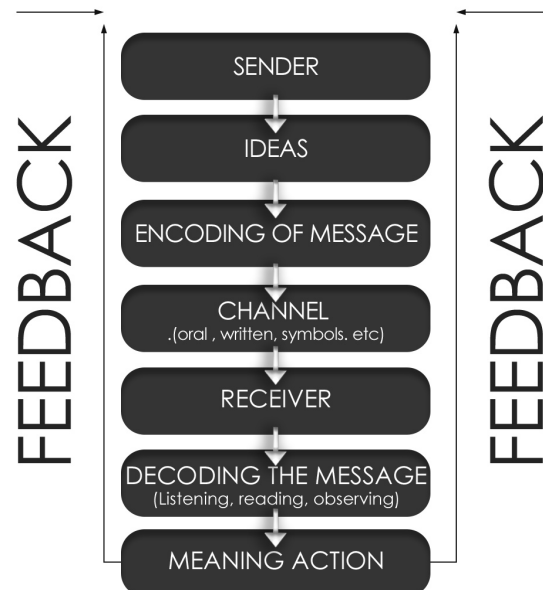 FEEDBACK
SENDER
IDEAS
ENCODING OF MESSAGE
CHANNEL
.(oral , written, symbols. etc)
RECEIVER
DECODING THE MESSAGE
(Listening, reading, observing)
MEANING ACTION
FEEDBACK